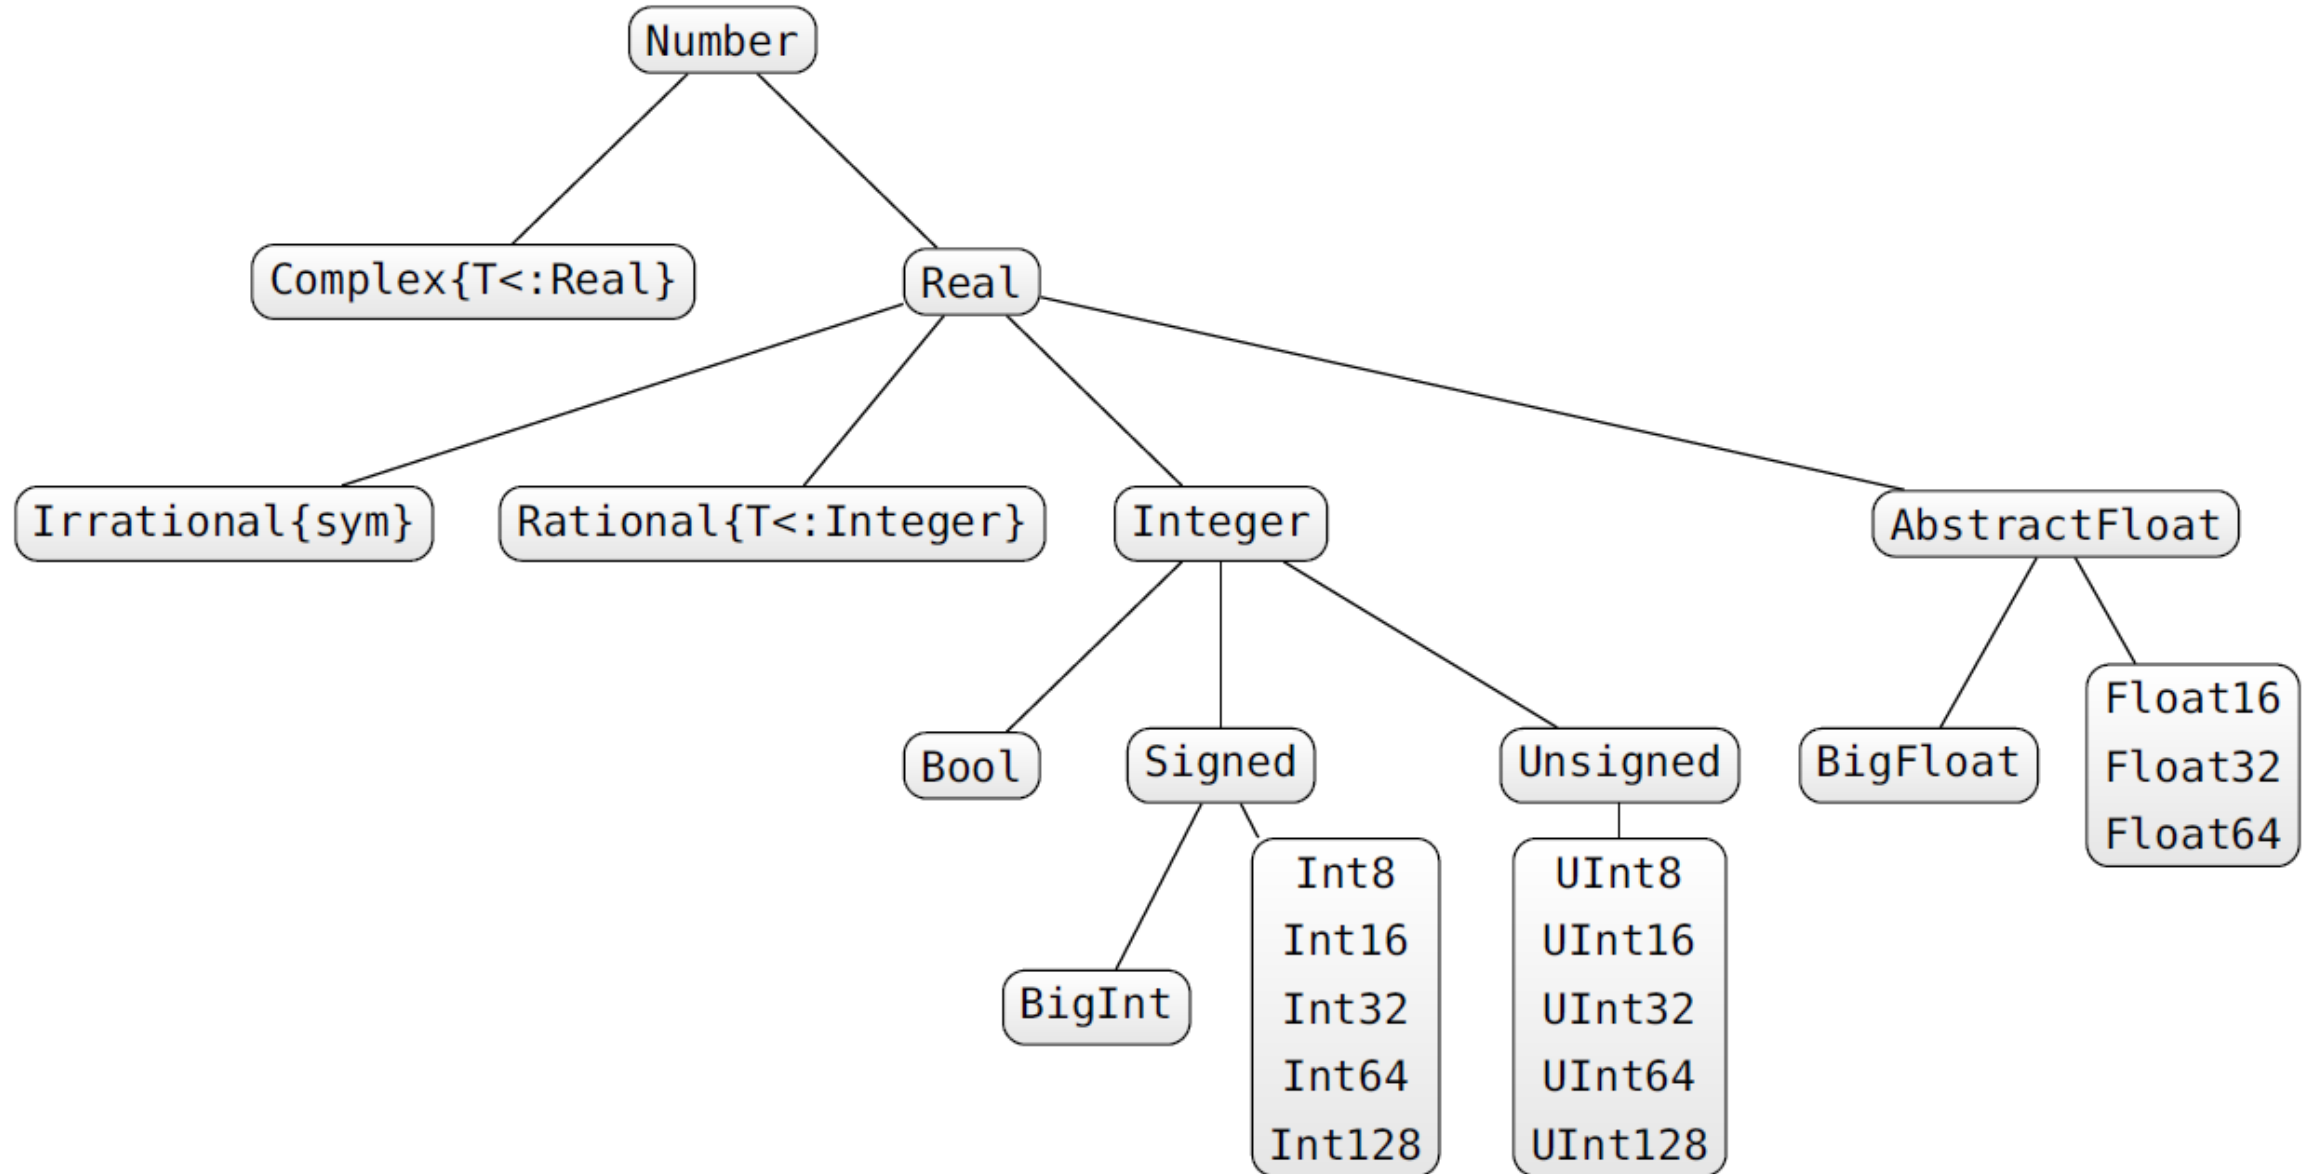 Number
Complex{T<:Real}
Real
Irrational{sym}
Rational{T<:Integer}
Integer
AbstractFloat
Bool
Signed
Unsigned
BigFloat
Float16
Float32
Float64
BigInt
Int8
Int16
Int32
Int64
Int128
UInt8
UInt16
UInt32
UInt64
UInt128